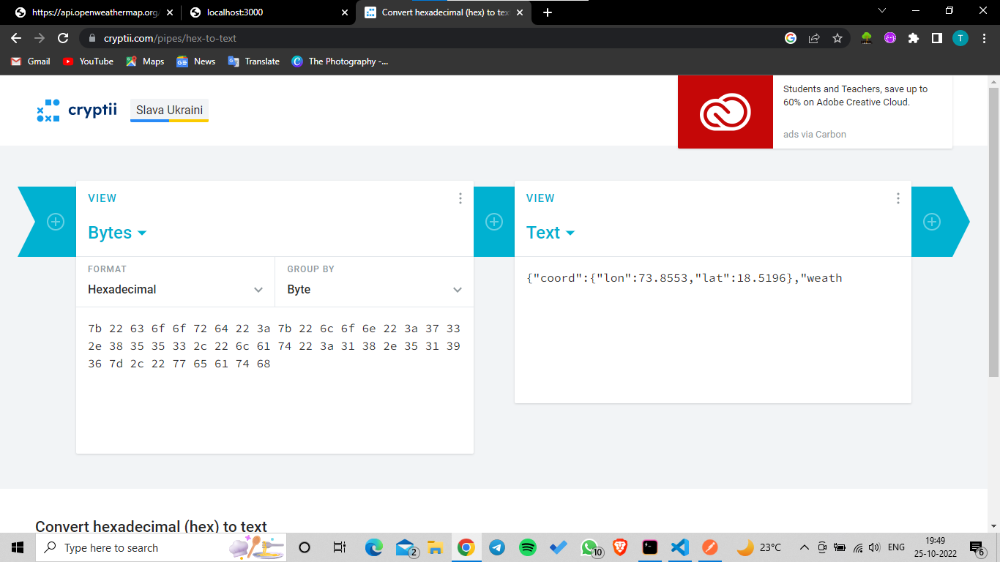 https://api.openweathermap.org/
localhost:3000
Convert hexadecimal (hex) to text
cryptii.com/pipes/hex-to-text
T
Gmail
YouTube
Maps
News
Translate
The Photography -...
cryptii
Slava Ukraini
Students and Teachers, save up to
60% on Adobe Creative Cloud.
ads via Carbon
VIEW
Bytes
FORMAT
Hexadecimal
GROUP BY
Byte
7b 22 63 6f 6f 72 64 22 3a 7b 22 6c 6f 6e 22 3a 37 33
2e 38 35 35 33 2c 22 6c 61 74 22 3a 31 38 2e 35 31 39
36 7d 2c 22 77 65 61 74 68
VIEW
Text
{"coord":{"lon":73.8553,"lat":18.5196},"weath
Convert hexadecimal (hex) to text
Type here to search
2
10
23°C
ENG
19:49
25-10-2022
6